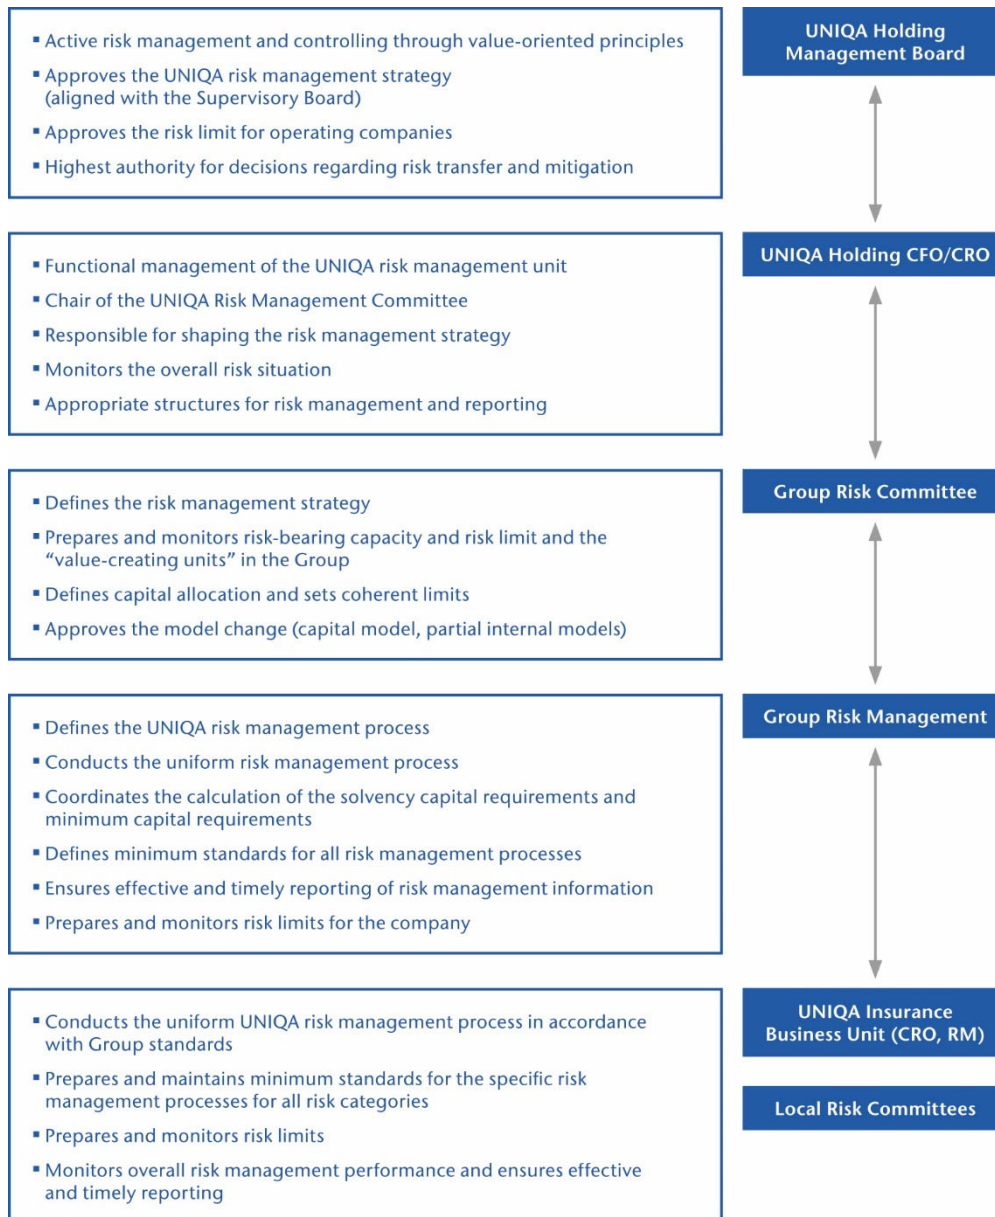 ▪ Active risk management and controlling through value-oriented principles
▪ Approves the UNIQA risk management strategy
(aligned with the Supervisory Board)
▪ Approves the risk limit for operating companies
▪ Highest authority for decisions regarding risk transfer and mitigation
UNIQA Holding
Management Board
▪ Functional management of the UNIQA risk management unit
▪ Chair of the UNIQA Risk Management Committee
▪ Responsible for shaping the risk management strategy
▪ Monitors the overall risk situation
▪ Appropriate structures for risk management and reporting
UNIQA Holding CFO/CRO
▪ Defines the risk management strategy
▪ Prepares and monitors risk-bearing capacity and risk limit and the
“value-creating units” in the Group
▪ Defines capital allocation and sets coherent limits
▪ Approves the model change (capital model, partial internal models)
Group Risk Committee
▪ Defines the UNIQA risk management process
▪ Conducts the uniform risk management process
▪ Coordinates the calculation of the solvency capital requirements and
minimum capital requirements
▪ Defines minimum standards for all risk management processes
▪ Ensures effective and timely reporting of risk management information
▪ Prepares and monitors risk limits for the company
Group Risk Management
▪ Conducts the uniform UNIQA risk management process in accordance
with Group standards
▪ Prepares and maintains minimum standards for the specific risk
management processes for all risk categories
▪ Prepares and monitors risk limits
▪ Monitors overall risk management performance and ensures effective
and timely reporting
UNIQA Insurance
Business Unit (CRO, RM)
Local Risk Committees